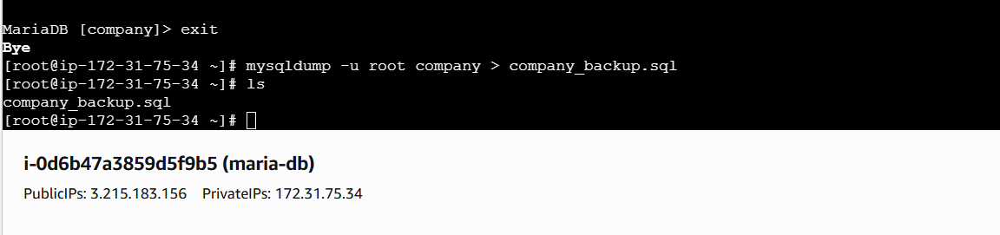 MariaDB [company]> exit
Bye
[root@ip-172-31-75-34 ~]# mysqldump -u root company > company_backup.sql
[root@ip-172-31-75-34 ~]# ls
company_backup.sql
[root@ip-172-31-75-34 ~]#
i-0d6b47a3859d5f9b5 (maria-db)
PublicIPs: 3.215.183.156 PrivateIPs: 172.31.75.34